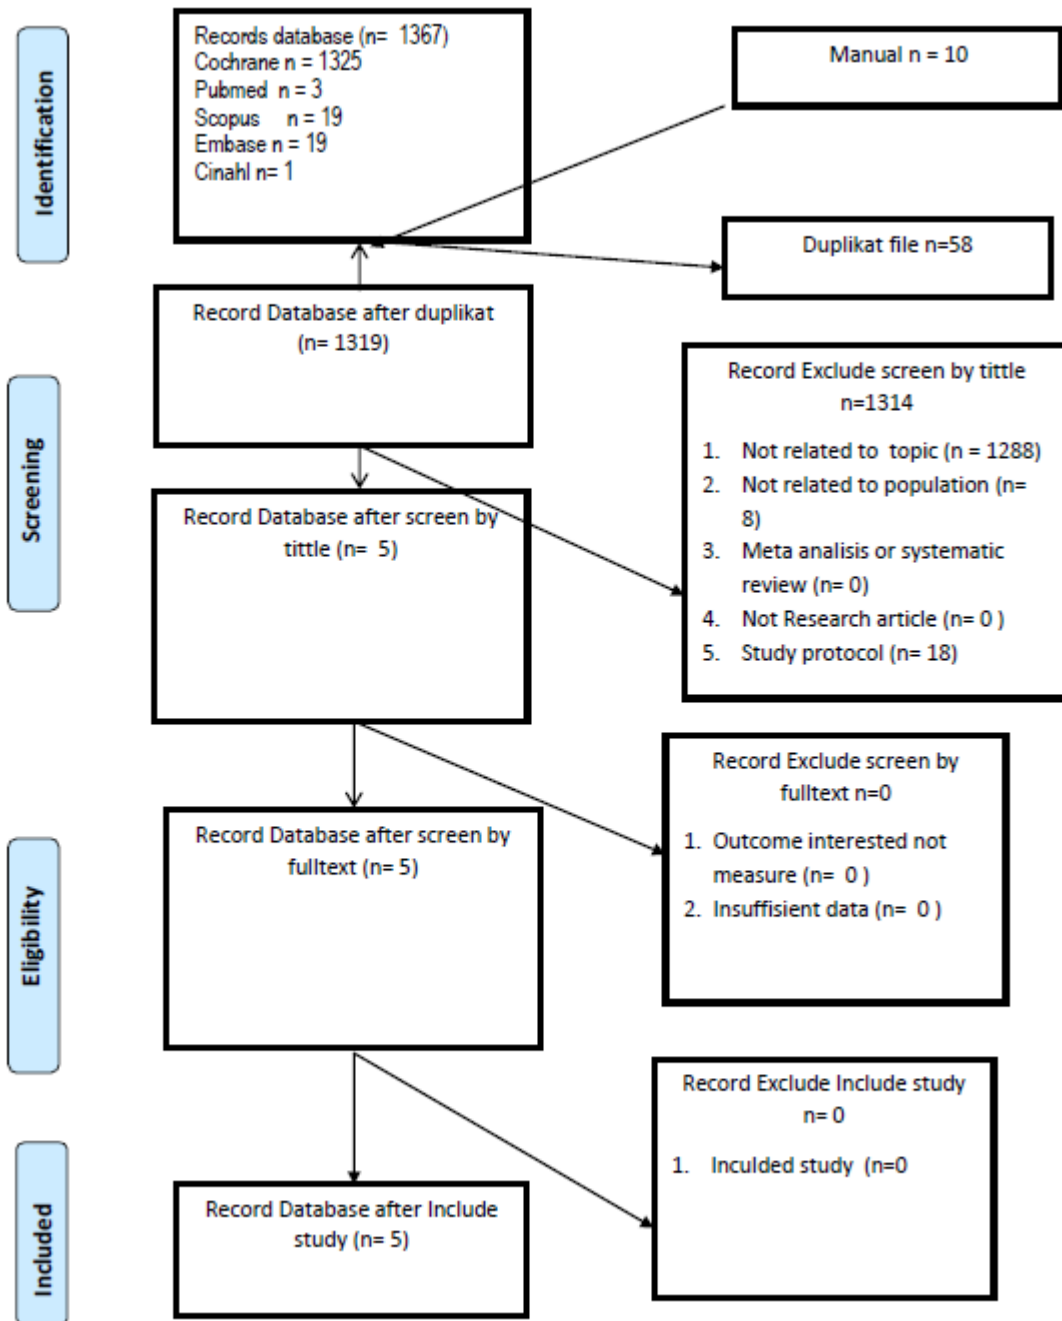 Identification
Records database (n= 1367)
Cochrane n = 1325
Pubmed n = 3
Scopus n = 19
Embase n = 19
Cinahl n= 1
Manual n = 10
Duplikat file n=58
Record Database after duplikat
(n= 1319)
Screening
Record Exclude screen by tittle
n=1314
1. Not related to topic (n = 1288)
2. Not related to population (n=
8)
3. Meta analisis or systematic
review (n= 0)
4. Not Research article (n= 0 )
5. Study protocol (n= 18)
Record Database after screen by
tittle (n= 5)
Record Exclude screen by
fulltext n=0
1. Outcome interested not
measure (n= 0 )
2. Insuffisient data (n= 0 )
Eligibility
Record Database after screen by
fulltext (n= 5)
Record Exclude Include study
n= 0
1. Inculded study (n=0
Included
Record Database after Include
study (n= 5)